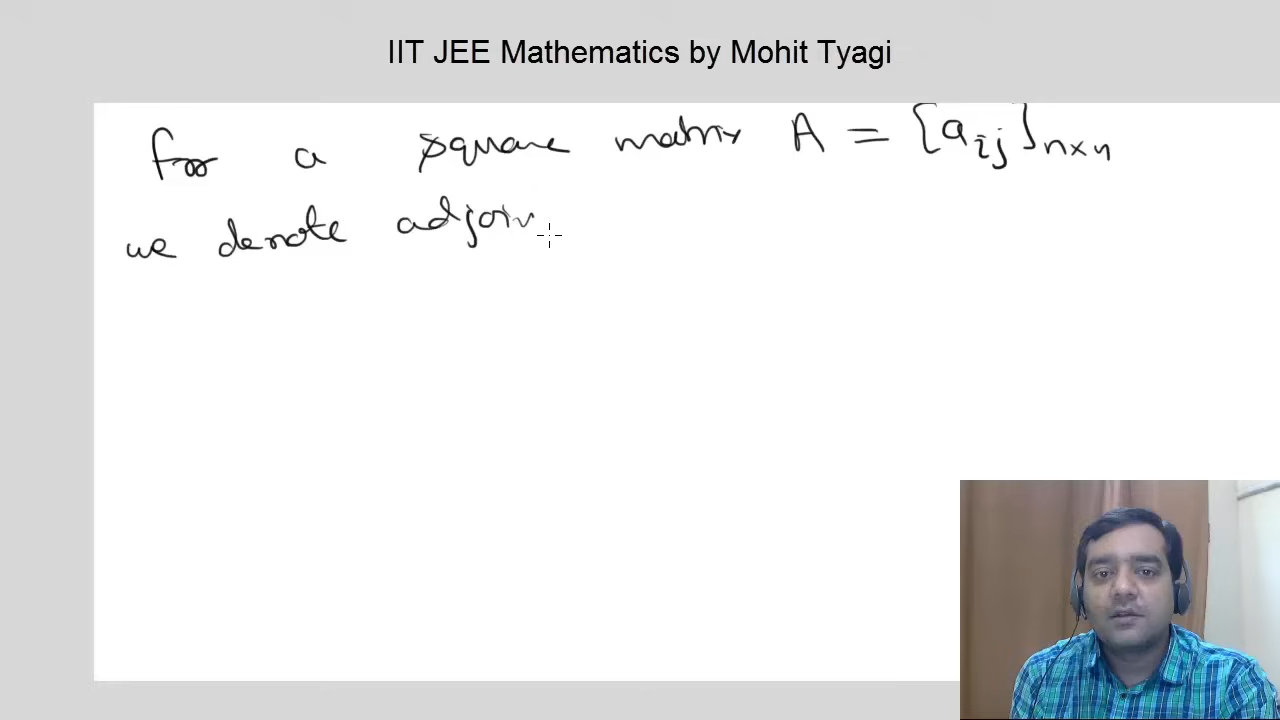 IIT JEE Mathematics by Mohit Tyagi
for a square matrix A = [aij]n×n
we denote adjoin